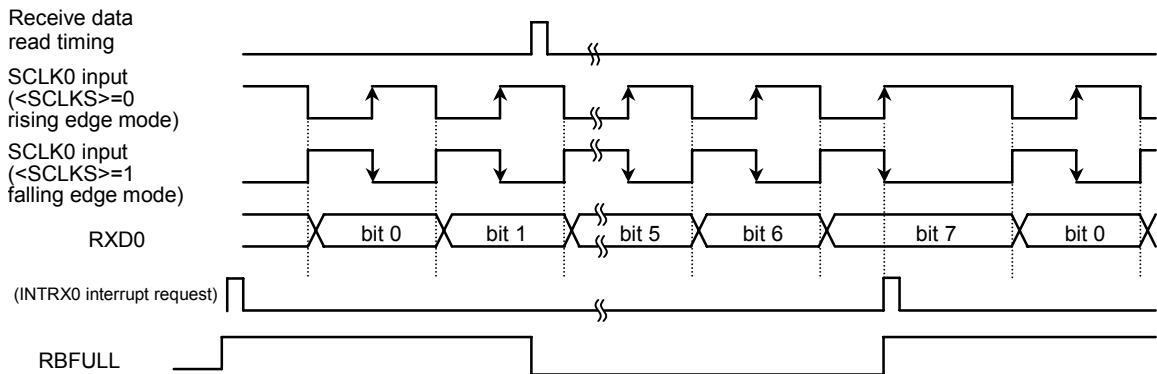 Receive data
read timing
SCLK0 input
(<SCLKS>=0
rising edge mode)
SCLK0 input
(<SCLKS>=1
falling edge mode)
RXD0
bit 0
bit 1
bit 5
bit 6
bit 7
bit 0
(INTRX0 interrupt request)
RBFULL